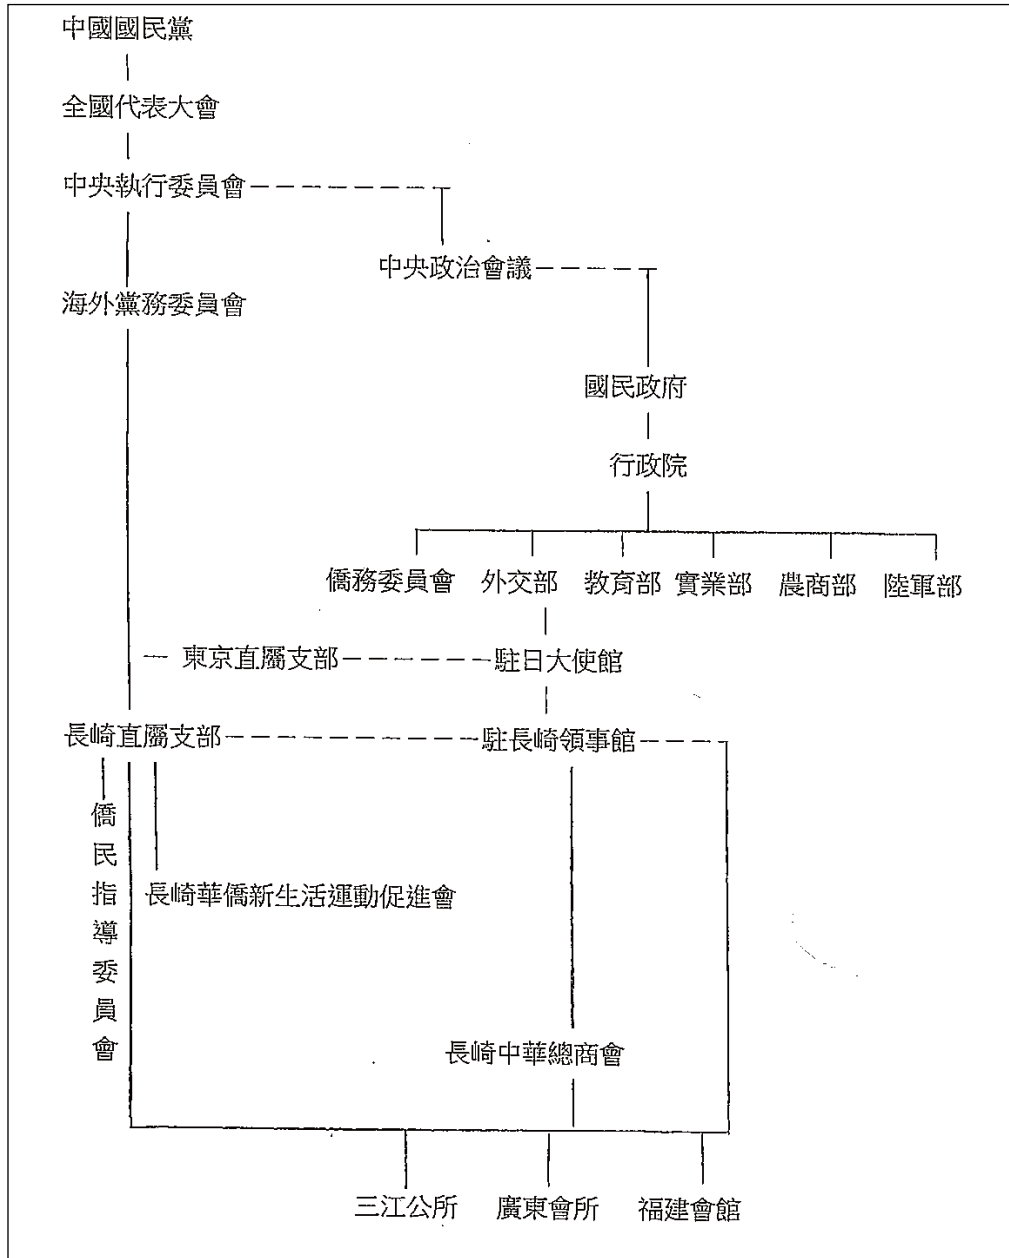 中國國民黨
全國代表大會
中央執行委員會
中央政治會議
海外黨務委員會
國民政府
行政院
僑務委員會 外交部 教育部 實業部 農商部 陸軍部
東京直屬支部 駐日大使館
長崎直屬支部 駐長崎領事館
僑民指導委員會
長崎華僑新生活運動促進會
長崎中華總商會
三江公所 廣東會所 福建會館